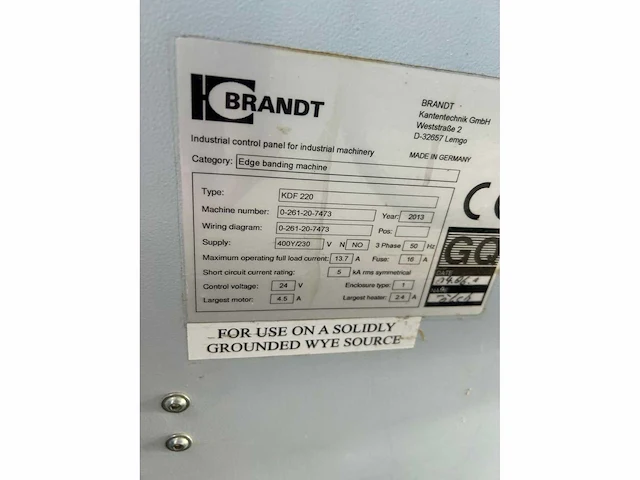 BRANDT
BRANDT
Kantentechnik GmbH
Weststraße 2
D-32657 Lemgo
Industrial control panel for industrial machinery
MADE IN GERMANY
Category: Edge banding machine
Type: KDF 220
Machine number: 0-261-20-7473 Year: 2013
Wiring diagram: 0-261-20-7473 Pos:
Supply: 400Y/230 V N NO 3 Phase 50 Hz
Maximum operating full load current: 13.7 A Fuse: 16 A
Short circuit current rating: 5 kA rms symmetrical
Control voltage: 24 V Enclosure type: 1
Largest motor: 4.5 A Largest heater: 2.4 A
CE
GQ
DATE
NAME
FOR USE ON A SOLIDLY
GROUNDED WYE SOURCE